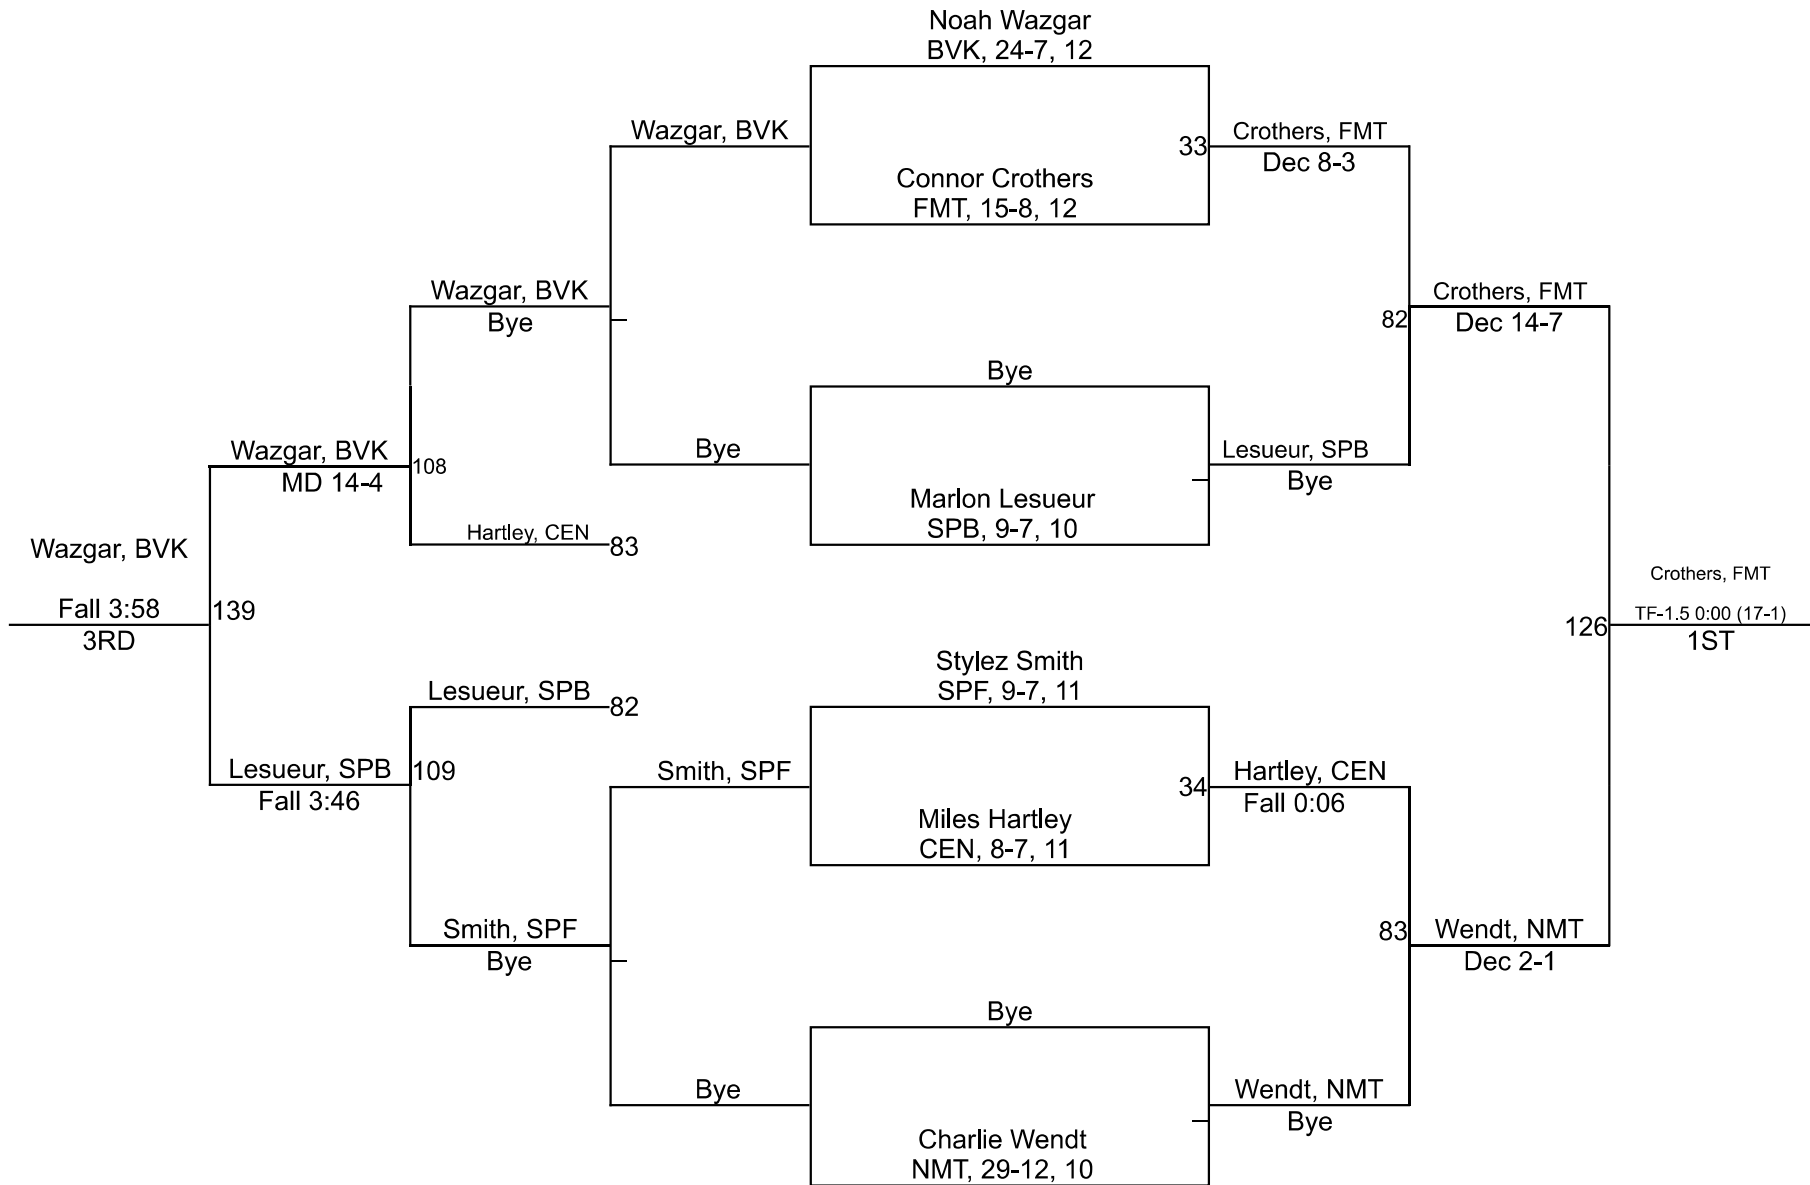 Noah Wazgar
BVK, 24-7, 12
Wazgar, BVK
33
Crothers, FMT
Dec 8-3
Connor Crothers
FMT, 15-8, 12
Wazgar, BVK
Bye
82
Crothers, FMT
Dec 14-7
Bye
Wazgar, BVK
MD 14-4
108
Bye
Lesueur, SPB
Bye
Marlon Lesueur
SPB, 9-7, 10
Hartley, CEN
83
Wazgar, BVK
Fall 3:58
3RD
139
126
Crothers, FMT
TF-1.5 0:00 (17-1)
1ST
Stylez Smith
SPF, 9-7, 11
Lesueur, SPB
82
Lesueur, SPB
Fall 3:46
109
Smith, SPF
34
Hartley, CEN
Fall 0:06
Miles Hartley
CEN, 8-7, 11
Smith, SPF
Bye
83
Wendt, NMT
Dec 2-1
Bye
Bye
Wendt, NMT
Bye
Charlie Wendt
NMT, 29-12, 10